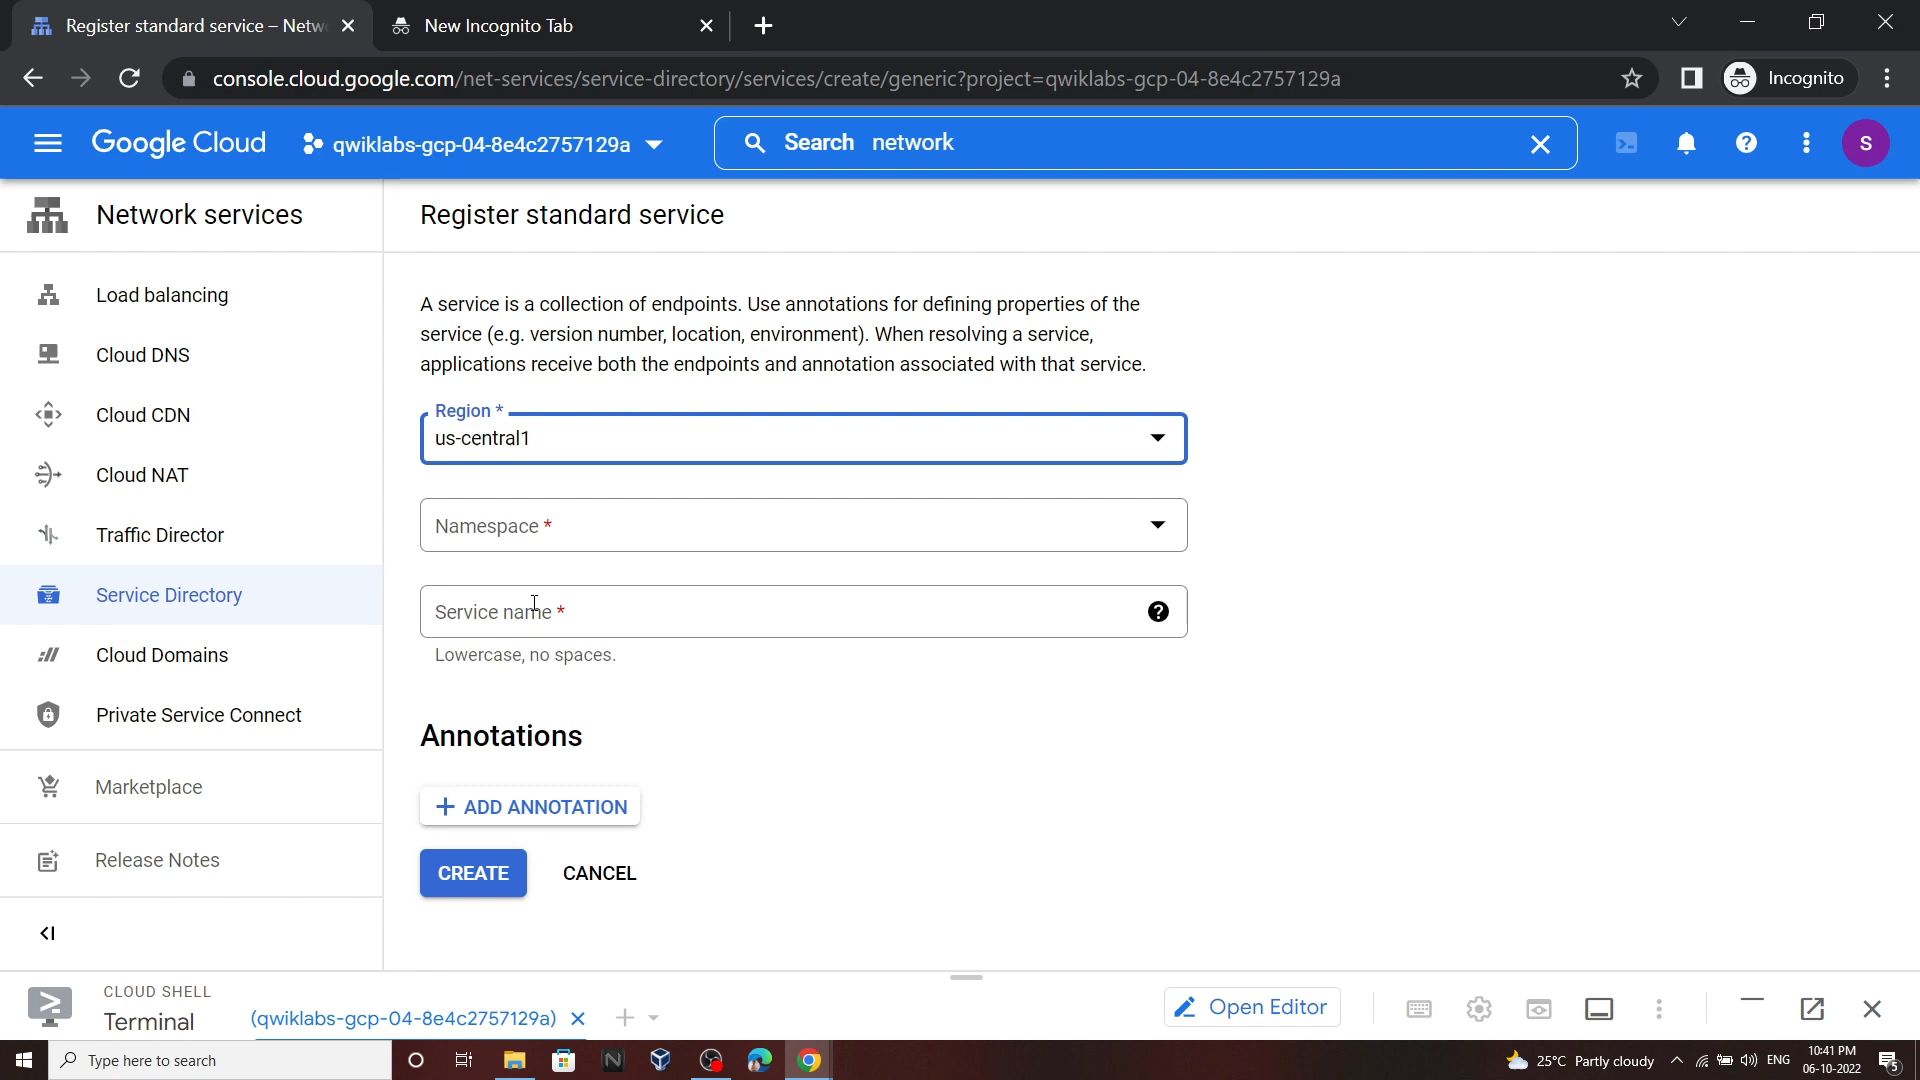 Register standard service – Netw
New Incognito Tab
console.cloud.google.com/net-services/service-directory/services/create/generic?project=qwiklabs-gcp-04-8e4c2757129a
Incognito
Google Cloud
qwiklabs-gcp-04-8e4c2757129a
Search network
S
Network services
Register standard service
Load balancing
Cloud DNS
Cloud CDN
Cloud NAT
Traffic Director
Service Directory
Cloud Domains
Private Service Connect
Marketplace
Release Notes
A service is a collection of endpoints. Use annotations for defining properties of the
service (e.g. version number, location, environment). When resolving a service,
applications receive both the endpoints and annotation associated with that service.
Region *
us-central1
Namespace *
Service name *
Lowercase, no spaces.
Annotations
ADD ANNOTATION
CREATE CANCEL
CLOUD SHELL
Terminal
(qwiklabs-gcp-04-8e4c2757129a)
Open Editor
Type here to search
25°C Partly cloudy
ENG
10:41 PM
06-10-2022
5